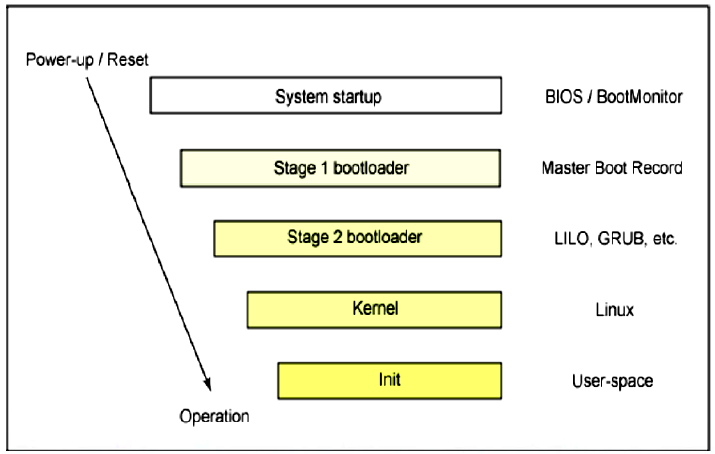 Power-up / Reset
System startup
BIOS / BootMonitor
Stage 1 bootloader
Master Boot Record
Stage 2 bootloader
LILO, GRUB, etc.
Kernel
Linux
Init
User-space
Operation